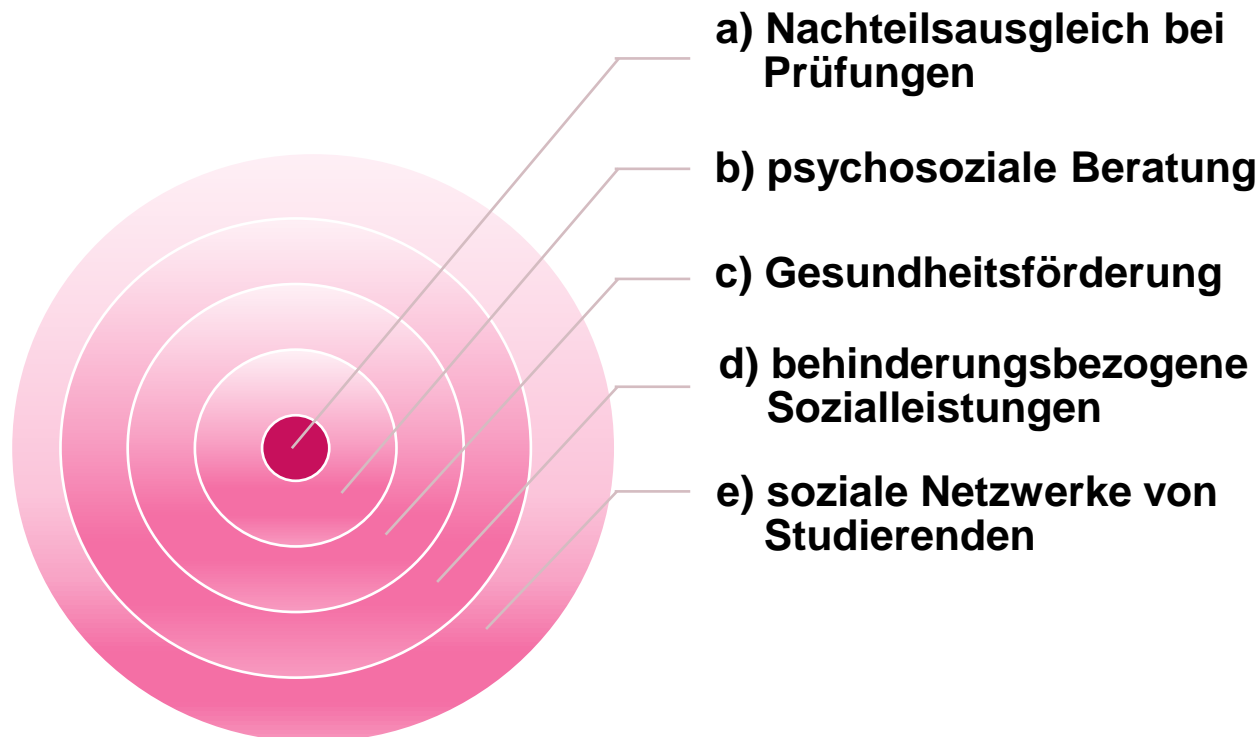 a) Nachteilsausgleich bei
Prüfungen
b) psychosoziale Beratung
c) Gesundheitsförderung
d) behinderungsbezogene
Sozialleistungen
e) soziale Netzwerke von
Studierenden